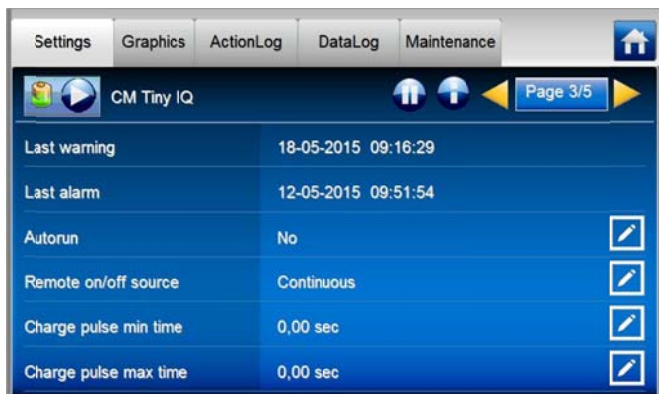 Settings Graphics ActionLog DataLog Maintenance
CM Tiny IQ Page 3/5
Last warning 18-05-2015 09:16:29
Last alarm 12-05-2015 09:51:54
Autorun No
Remote on/off source Continuous
Charge pulse min time 0,00 sec
Charge pulse max time 0,00 sec